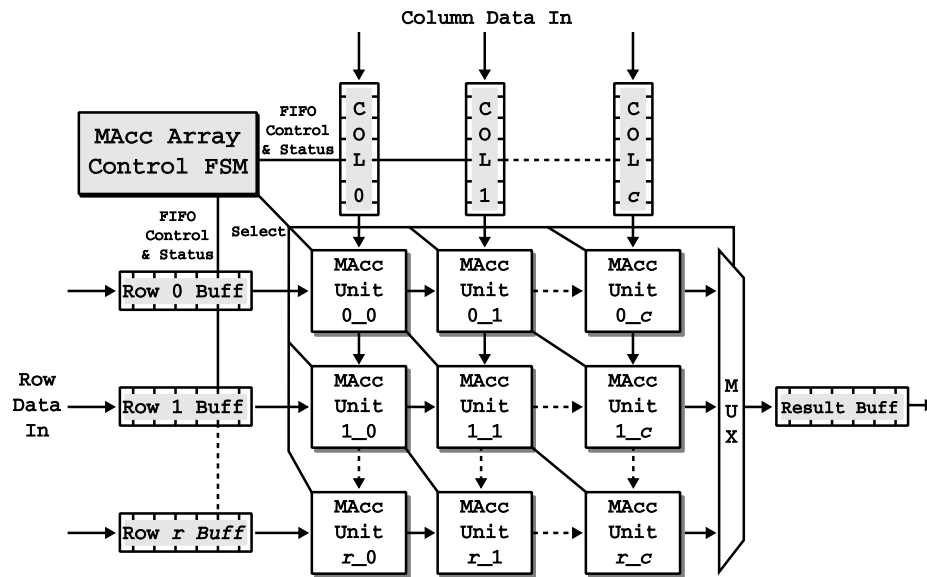 Column Data In
C
O
L
0
C
O
L
1
C
O
L
c
FIFO
Control
& Status
MAcc Array
Control FSM
FIFO
Control
& Status
Select
Row 0 Buff
MAcc
Unit
0_0
MAcc
Unit
0_1
MAcc
Unit
0_c
Row
Data
In
Row 1 Buff
MAcc
Unit
1_0
MAcc
Unit
1_1
MAcc
Unit
1_c
M
U
X
Result Buff
Row r Buff
MAcc
Unit
r_0
MAcc
Unit
r_1
MAcc
Unit
r_c